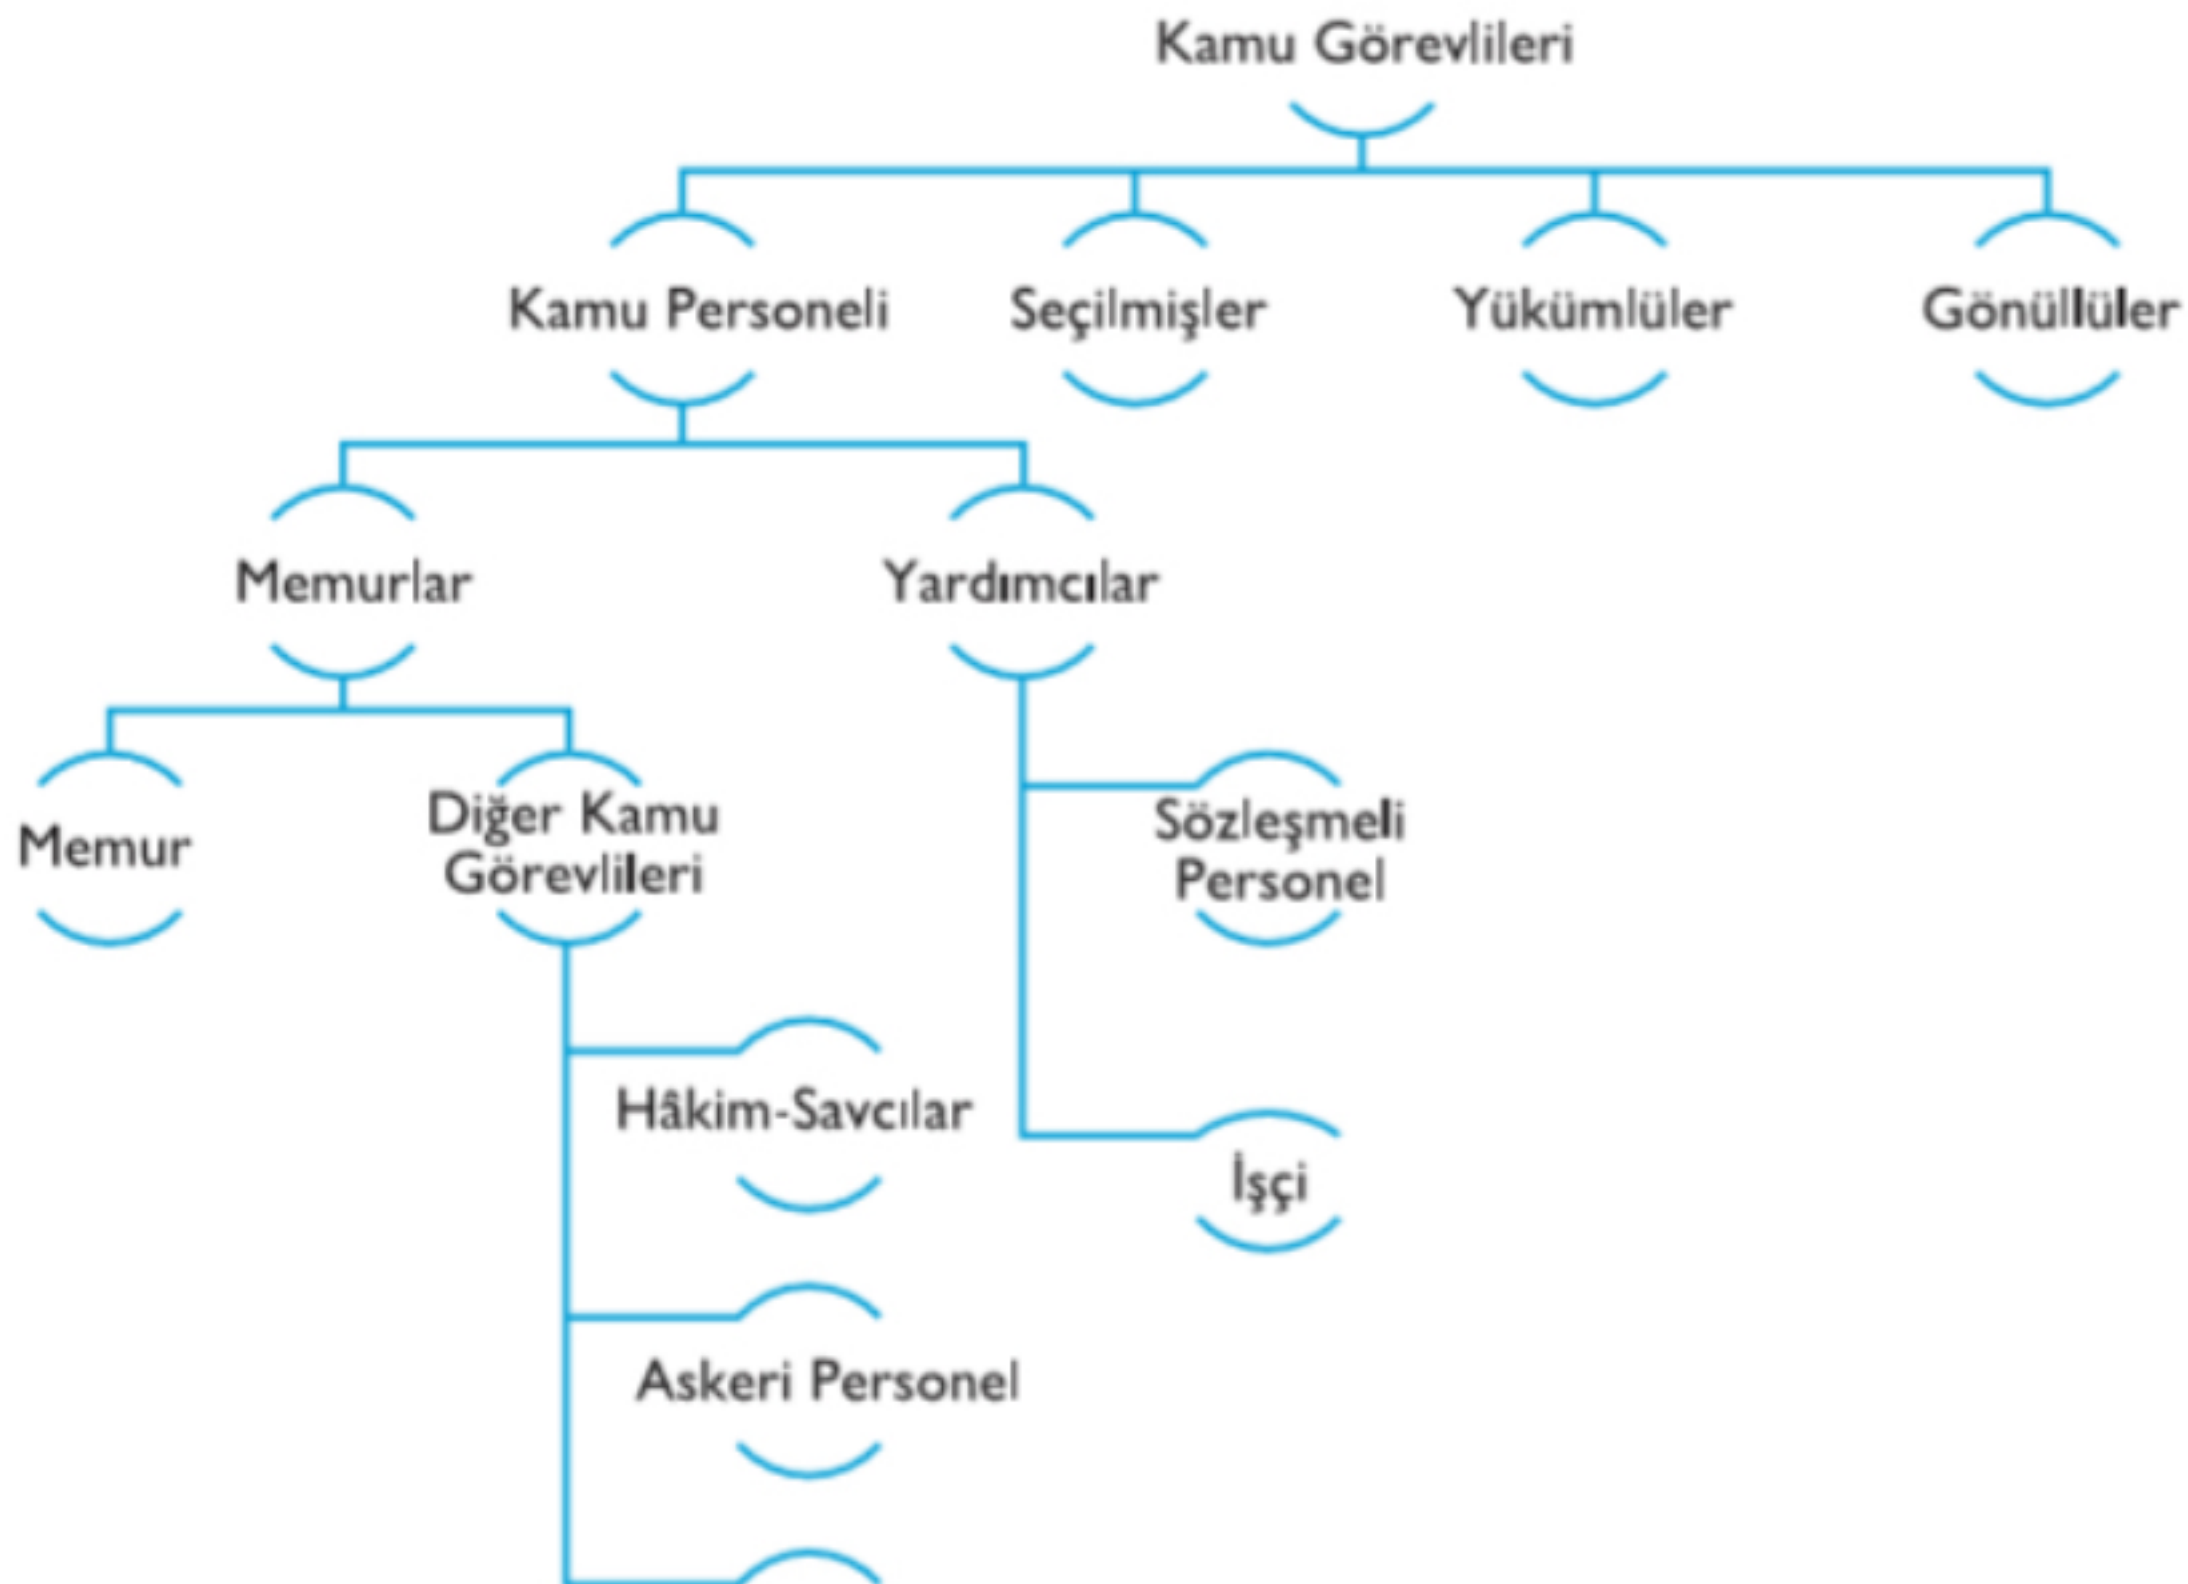 Kamu Görevlileri
Kamu Personeli
Seçilmişler
Yükümlüler
Gönüllüler
Memurlar
Yardımcılar
Memur
Diğer Kamu
Görevlileri
Sözleşmeli
Personel
Hâkim-Savcılar
İşçi
Askeri Personel